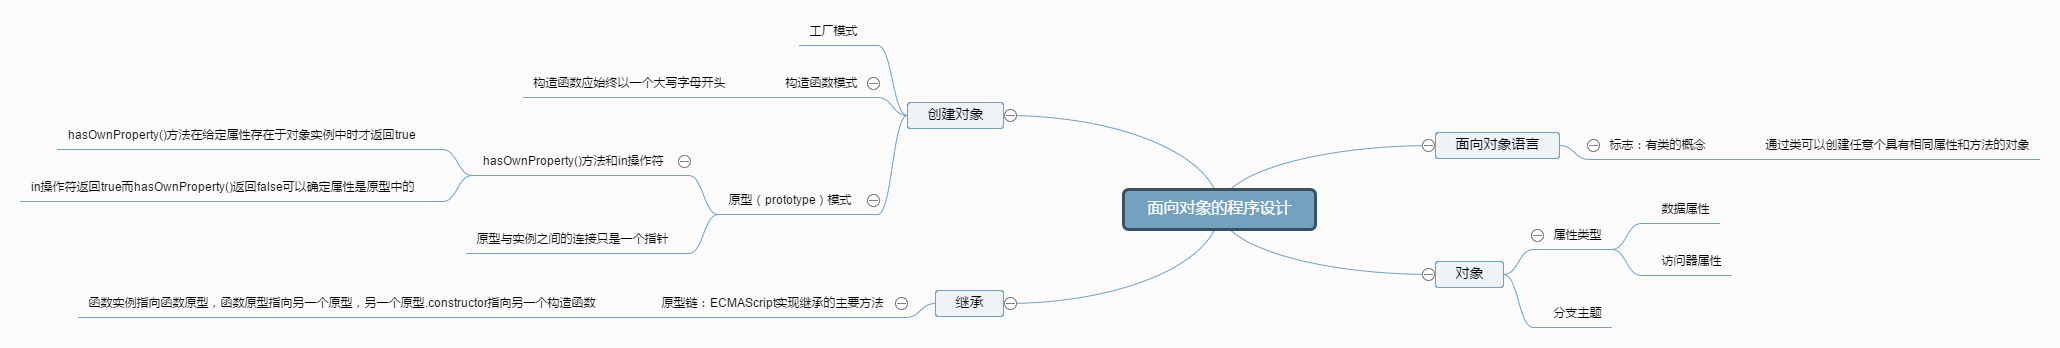 工厂模式
构造函数应始终以一个大写字母开头
构造函数模式
创建对象
hasOwnProperty()方法在给定属性存在于对象实例中时才返回true
hasOwnProperty()方法和in操作符
in操作符返回true而hasOwnProperty()返回false可以确定属性是原型中的
原型（prototype）模式
原型与实例之间的连接只是一个指针
函数实例指向函数原型，函数原型指向另一个原型，另一个原型.constructor指向另一个构造函数
原型链：ECMAScript实现继承的主要方法
继承
面向对象的程序设计
面向对象语言
标志：有类的概念
通过类可以创建任意个具有相同属性和方法的对象
数据属性
属性类型
访问器属性
对象
分支主题